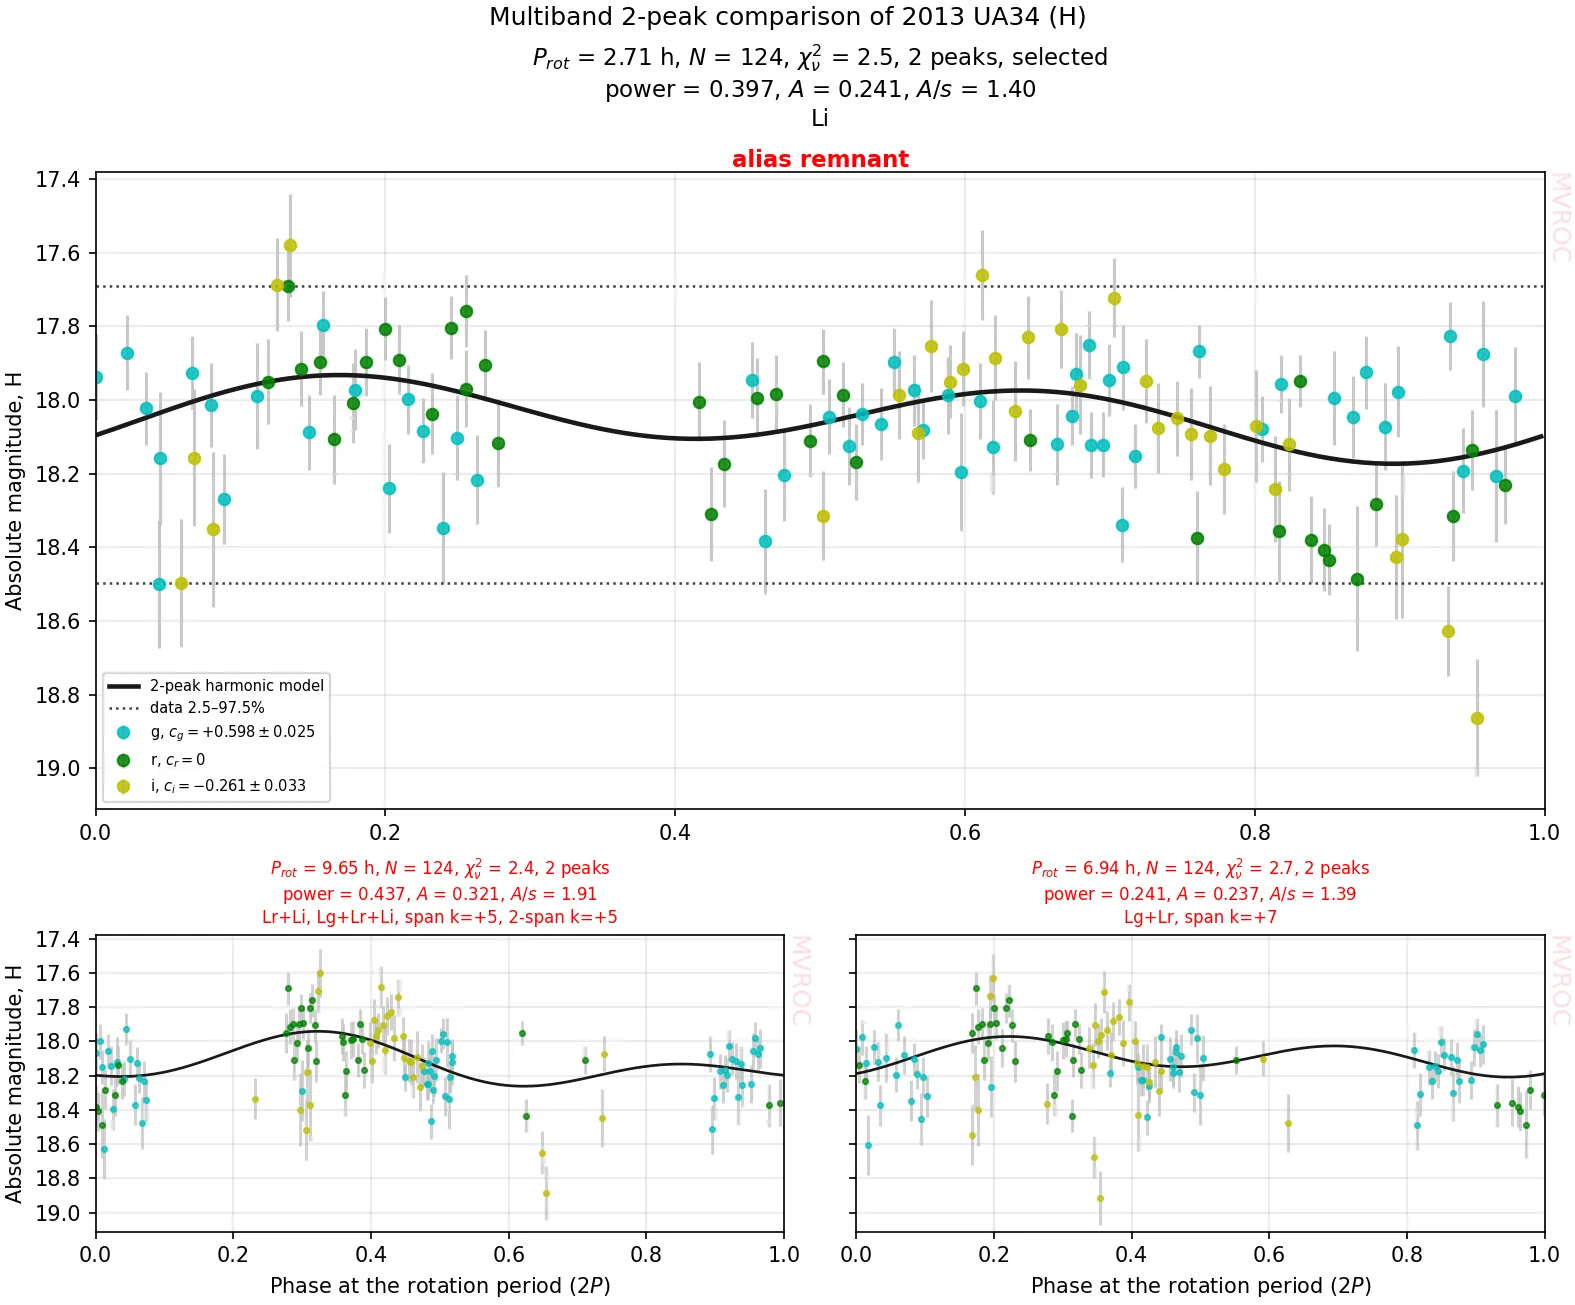 Multiband 2-peak comparison of 2013 UA34 (H)
P_rot = 2.71 h, N = 124, χ²_ν = 2.5, 2 peaks, selected
power = 0.397, A = 0.241, A/s = 1.40
Li
alias remnant
MVROC
Absolute magnitude, H
17.4
17.6
17.8
18.0
18.2
18.4
18.6
18.8
19.0
2-peak harmonic model
data 2.5–97.5%
g, c_g = +0.598 ± 0.025
r, c_r = 0
i, c_i = −0.261 ± 0.033
0.0 0.2 0.4 0.6 0.8 1.0
P_rot = 9.65 h, N = 124, χ²_ν = 2.4, 2 peaks
power = 0.437, A = 0.321, A/s = 1.91
Lr+Li, Lg+Lr+Li, span k=+5, 2-span k=+5
MVROC
Absolute magnitude, H
17.4
17.6
17.8
18.0
18.2
18.4
18.6
18.8
19.0
0.0 0.2 0.4 0.6 0.8 1.0
Phase at the rotation period (2P)
P_rot = 6.94 h, N = 124, χ²_ν = 2.7, 2 peaks
power = 0.241, A = 0.237, A/s = 1.39
Lg+Lr, span k=+7
MVROC
0.0 0.2 0.4 0.6 0.8 1.0
Phase at the rotation period (2P)